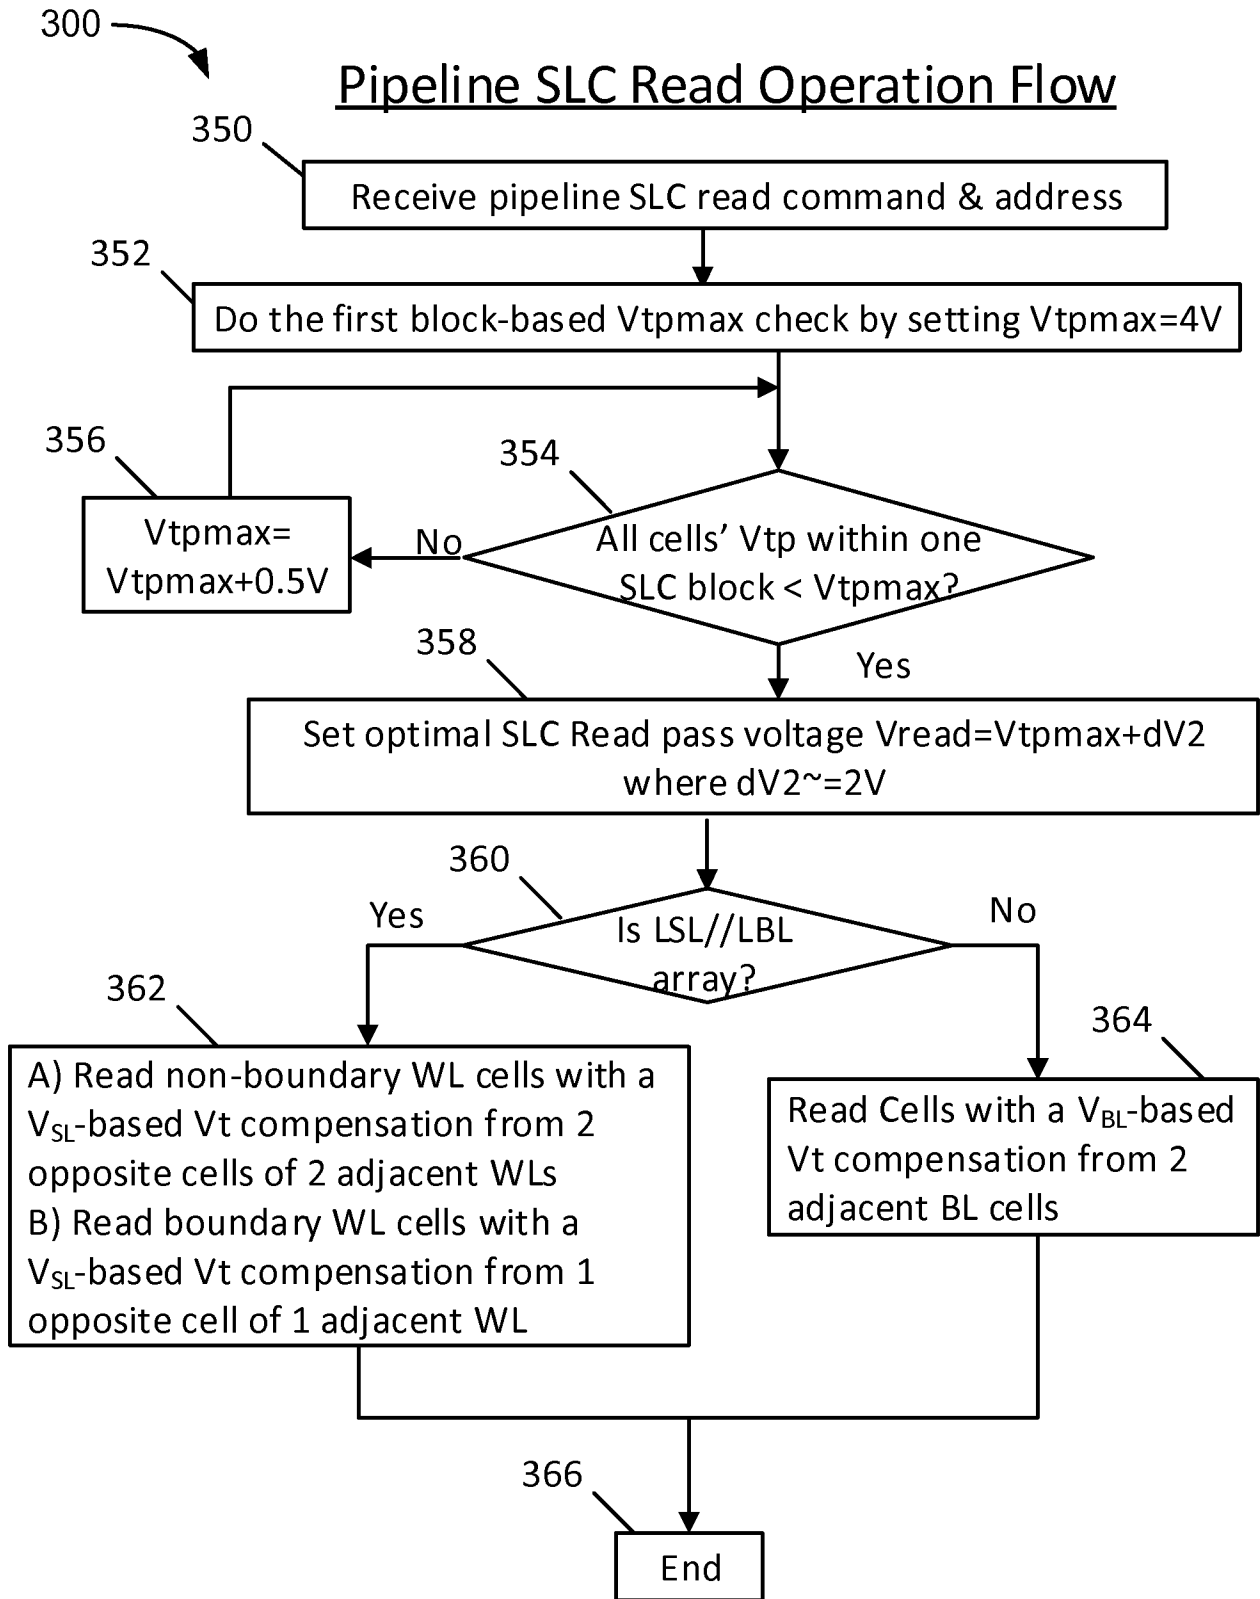 300
Pipeline SLC Read Operation Flow
350
Receive pipeline SLC read command & address
352
Do the first block-based Vtpmax check by setting Vtpmax=4V
356
354
Vtpmax=
Vtpmax+0.5V
No
All cells’ Vtp within one
SLC block < Vtpmax?
358
Yes
Set optimal SLC Read pass voltage Vread=Vtpmax+dV2
where dV2~=2V
360
Yes
No
Is LSL//LBL
array?
362
364
A) Read non-boundary WL cells with a
VSL-based Vt compensation from 2
opposite cells of 2 adjacent WLs
B) Read boundary WL cells with a
VSL-based Vt compensation from 1
opposite cell of 1 adjacent WL
Read Cells with a VBL-based
Vt compensation from 2
adjacent BL cells
366
End